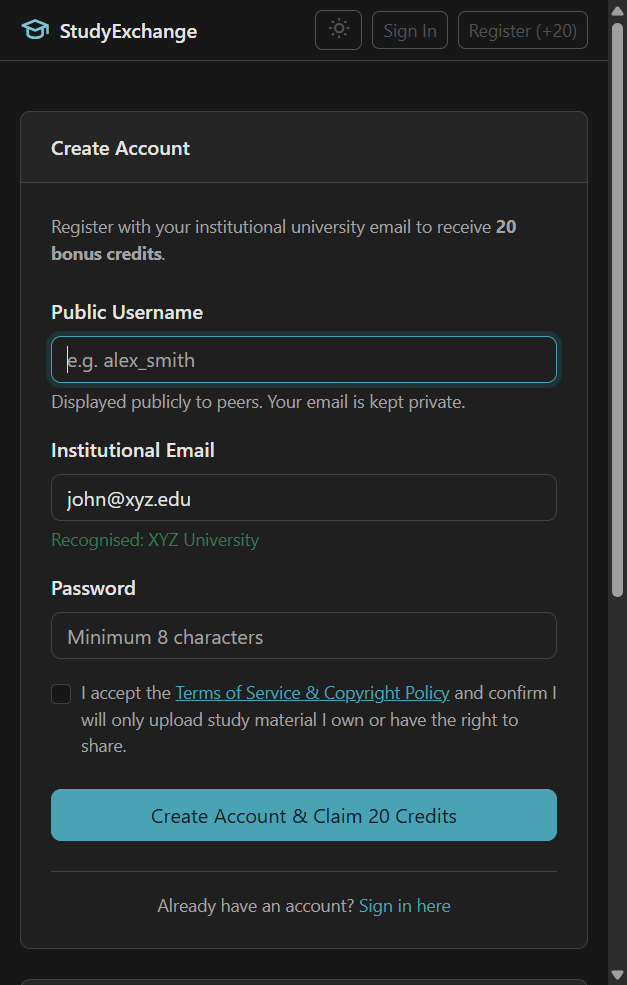 StudyExchange
Sign In
Register (+20)
Create Account
Register with your institutional university email to receive 20
bonus credits.
Public Username
e.g. alex_smith
Displayed publicly to peers. Your email is kept private.
Institutional Email
john@xyz.edu
Recognised: XYZ University
Password
Minimum 8 characters
I accept the Terms of Service & Copyright Policy and confirm I
will only upload study material I own or have the right to
share.
Create Account & Claim 20 Credits
Already have an account? Sign in here